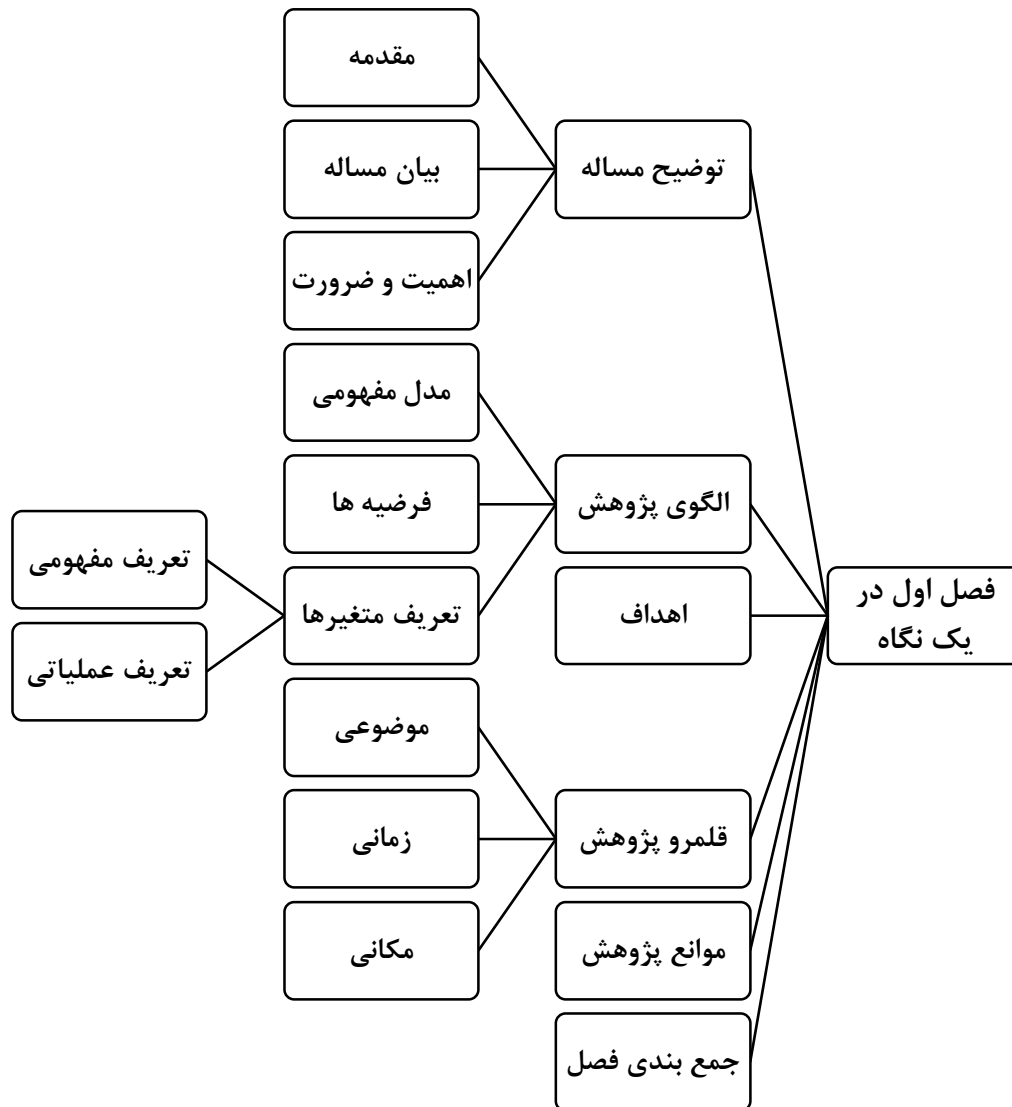 فصل اول در
یک نگاه
توضیح مساله
مقدمه
بیان مساله
اهمیت و ضرورت
الگوی پژوهش
مدل مفهومی
فرضیه ها
تعریف متغیرها
تعریف مفهومی
تعریف عملیاتی
اهداف
قلمرو پژوهش
موضوعی
زمانی
مکانی
موانع پژوهش
جمع بندی فصل